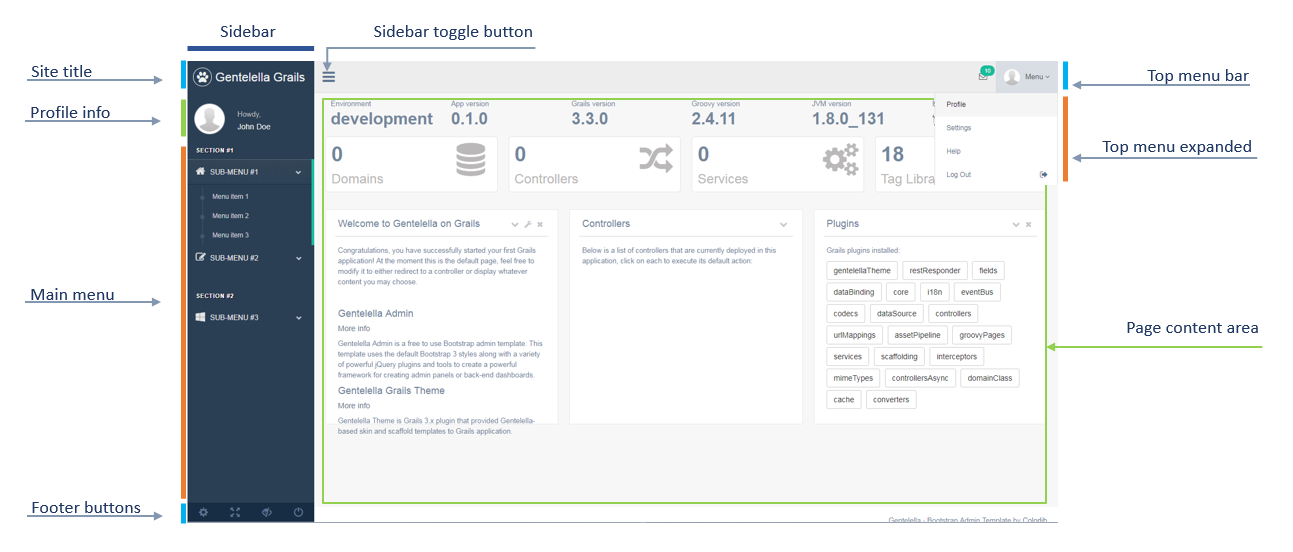 Sidebar
Sidebar toggle button
Site title
Gentelella Grails
10
Menu
Top menu bar
Profile info
Howdy,
John Doe
Environment
development
App version
0.1.0
Grails version
3.3.0
Groovy version
2.4.11
JVM version
1.8.0_131
Profile
Settings
Help
Log Out
Top menu expanded
SECTION #1
SUB-MENU #1
Menu item 1
Menu item 2
Menu item 3
SUB-MENU #2
Main menu
SECTION #2
SUB-MENU #3
0
Domains
0
Controllers
0
Services
18
Tag Libra
Welcome to Gentelella on Grails
Congratulations, you have successfully started your first Grails
application! At the moment this is the default page, feel free to
modify it to either redirect to a controller or display whatever
content you may choose.
Gentelella Admin
More info
Gentelella Admin is a free to use Bootstrap admin template. This
template uses the default Bootstrap 3 styles along with a variety
of powerful jQuery plugins and tools to create a powerful
framework for creating admin panels or back-end dashboards.
Gentelella Grails Theme
More info
Gentelella Theme is Grails 3.x plugin that provided Gentelella-
based skin and scaffold templates to Grails application.
Controllers
Below is a list of controllers that are currently deployed in this
application, click on each to execute its default action:
Plugins
Grails plugins installed:
gentelellaTheme restResponder fields
dataBinding core i18n eventBus
codecs dataSource controllers
urlMappings assetPipeline groovyPages
services scaffolding interceptors
mimeTypes controllersAsync domainClass
cache converters
Page content area
Footer buttons
Gentelella - Bootstrap Admin Template by Colorlib